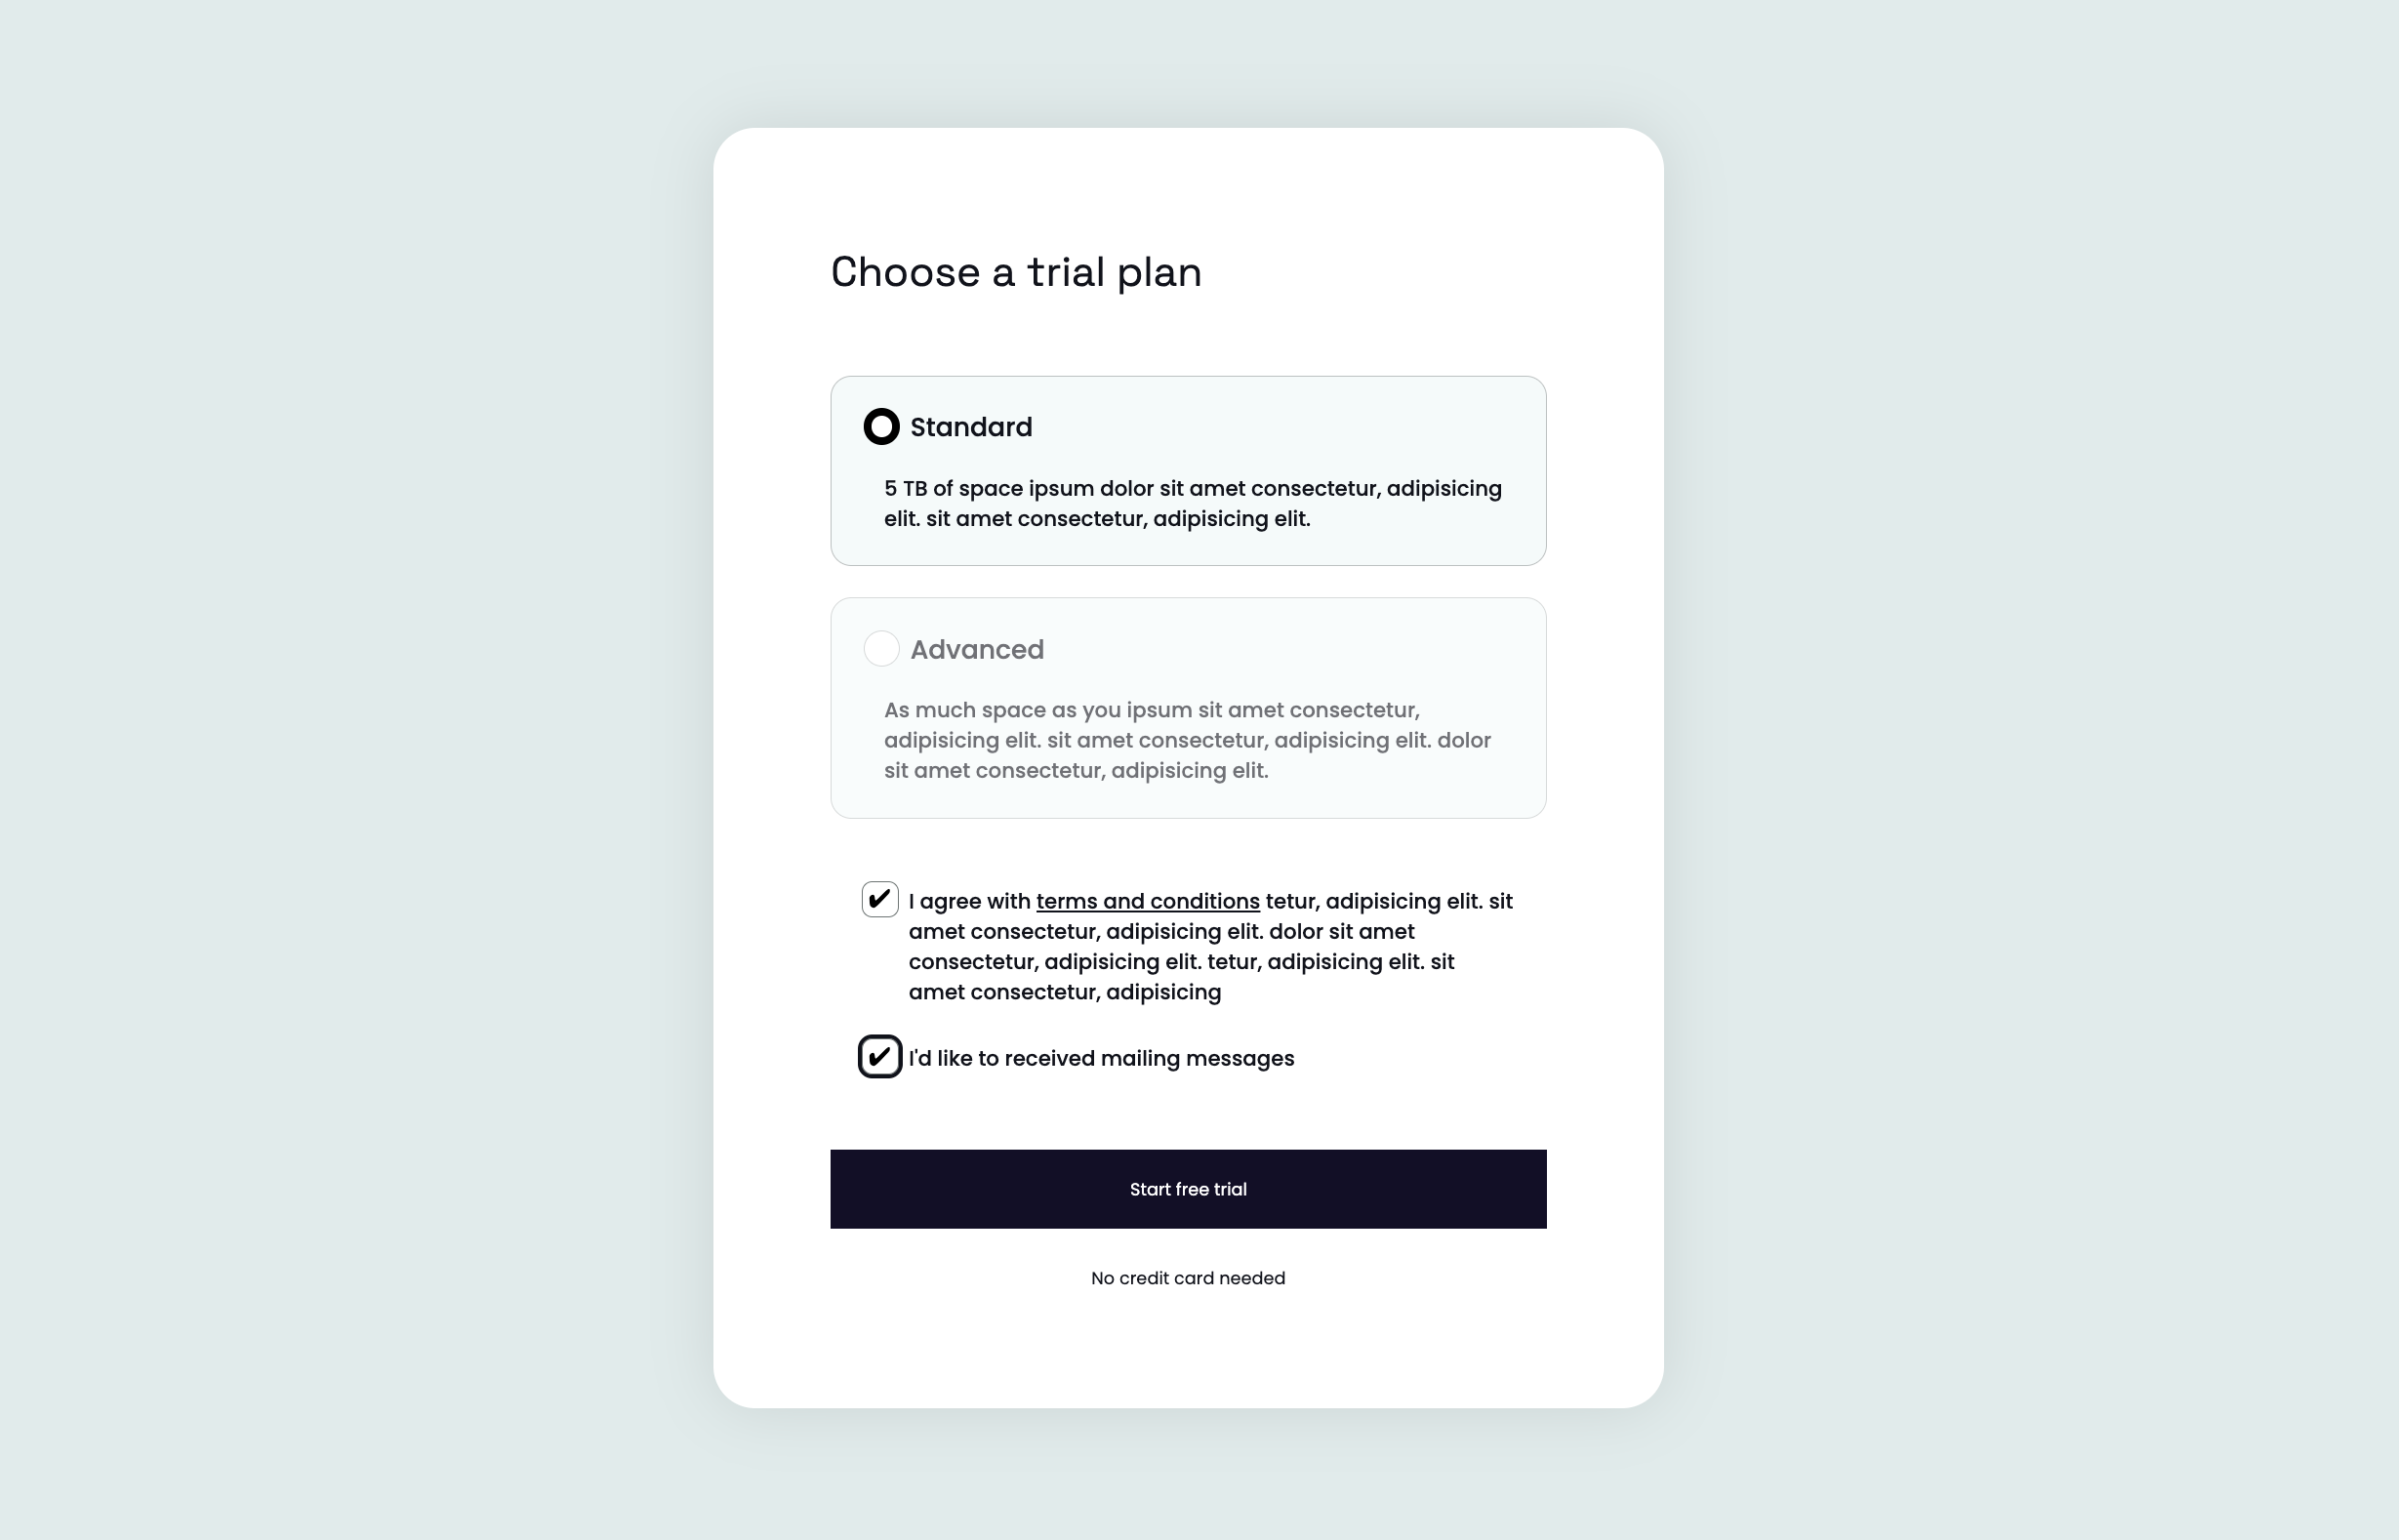 Choose a trial plan
Standard
5 TB of space ipsum dolor sit amet consectetur, adipisicing
elit. sit amet consectetur, adipisicing elit.
Advanced
As much space as you ipsum sit amet consectetur,
adipisicing elit. sit amet consectetur, adipisicing elit. dolor
sit amet consectetur, adipisicing elit.
I agree with terms and conditions tetur, adipisicing elit. sit
amet consectetur, adipisicing elit. dolor sit amet
consectetur, adipisicing elit. tetur, adipisicing elit. sit
amet consectetur, adipisicing
I'd like to received mailing messages
Start free trial
No credit card needed